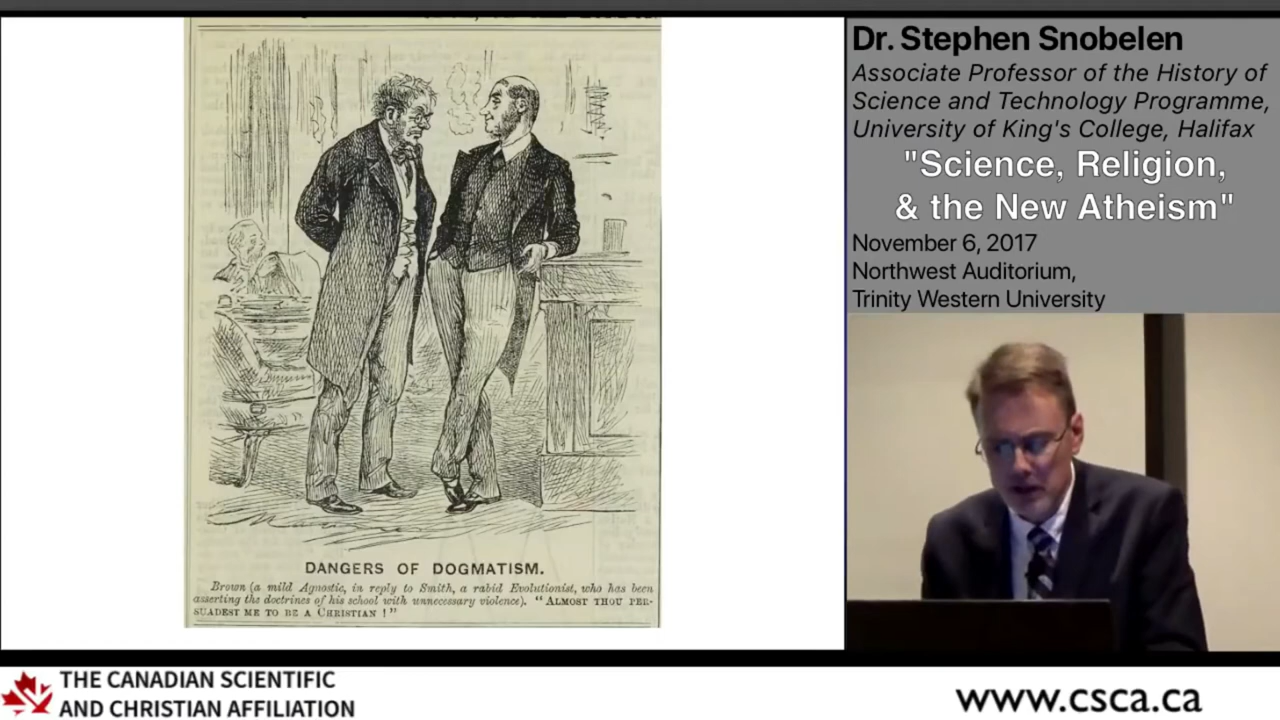 DANGERS OF DOGMATISM.
Brown (a mild Agnostic, in reply to Smith, a rabid Evolutionist, who has been
asserting the doctrines of his school with unnecessary violence). "ALMOST THOU PER-
SUADEST ME TO BE A CHRISTIAN!"
Dr. Stephen Snobelen
Associate Professor of the History of
Science and Technology Programme,
University of King's College, Halifax
"Science, Religion,
& the New Atheism"
November 6, 2017
Northwest Auditorium,
Trinity Western University
THE CANADIAN SCIENTIFIC
AND CHRISTIAN AFFILIATION
www.csca.ca